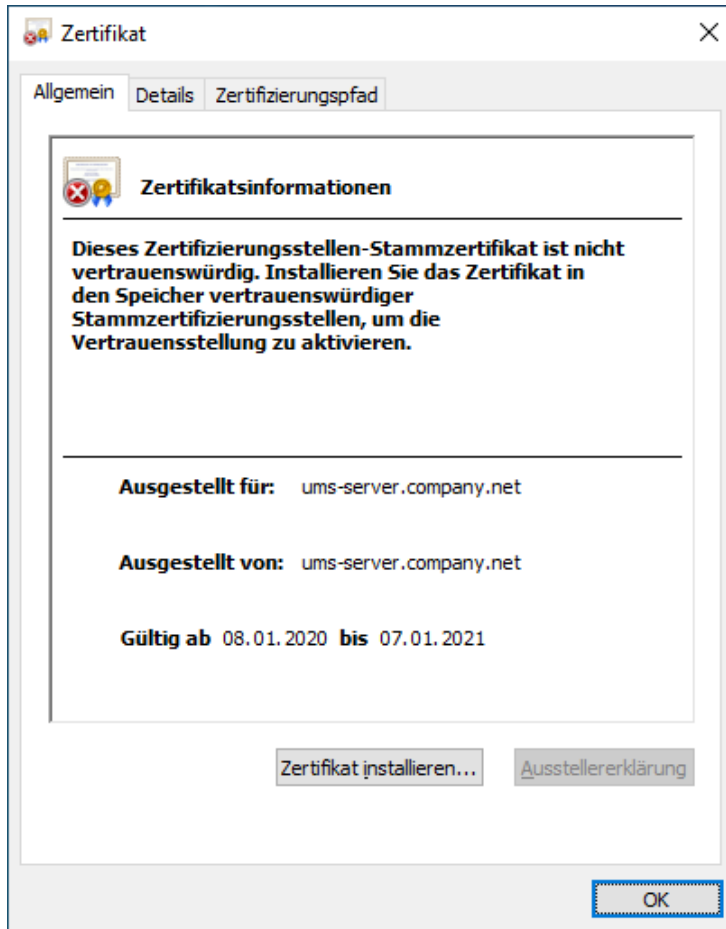 Zertifikat
Allgemein Details Zertifizierungspfad
Zertifikatsinformationen
Dieses Zertifizierungsstellen-Stammzertifikat ist nicht
vertrauenswürdig. Installieren Sie das Zertifikat in
den Speicher vertrauenswürdiger
Stammzertifizierungsstellen, um die
Vertrauensstellung zu aktivieren.
Ausgestellt für: ums-server.company.net
Ausgestellt von: ums-server.company.net
Gültig ab 08.01.2020 bis 07.01.2021
Zertifikat installieren... Ausstellererklärung
OK